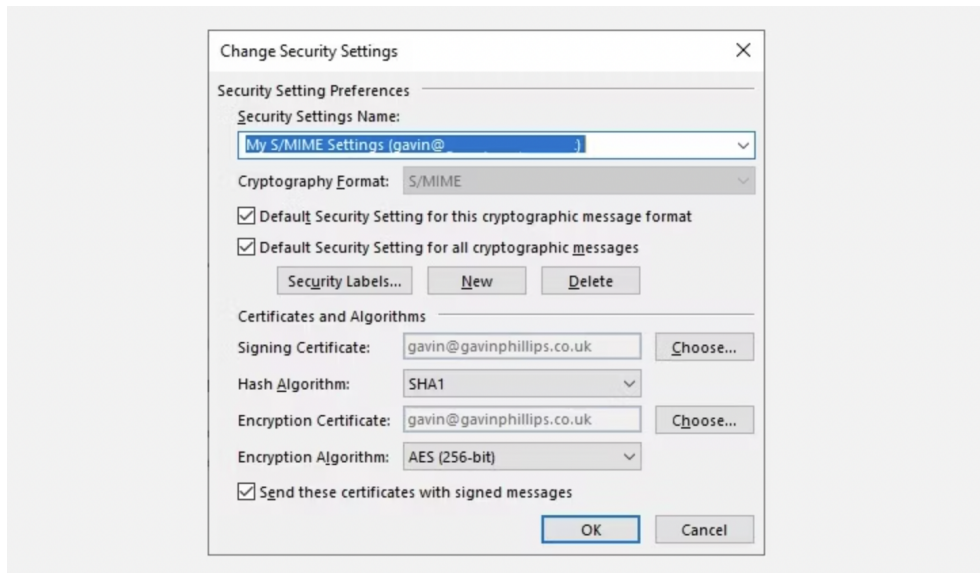 Change Security Settings
Security Setting Preferences
Security Settings Name:
My S/MIME Settings (gavin@ .)
Cryptography Format: S/MIME
Default Security Setting for this cryptographic message format
Default Security Setting for all cryptographic messages
Security Labels... New Delete
Certificates and Algorithms
Signing Certificate: gavin@gavinphillips.co.uk Choose...
Hash Algorithm: SHA1
Encryption Certificate: gavin@gavinphillips.co.uk Choose...
Encryption Algorithm: AES (256-bit)
Send these certificates with signed messages
OK Cancel